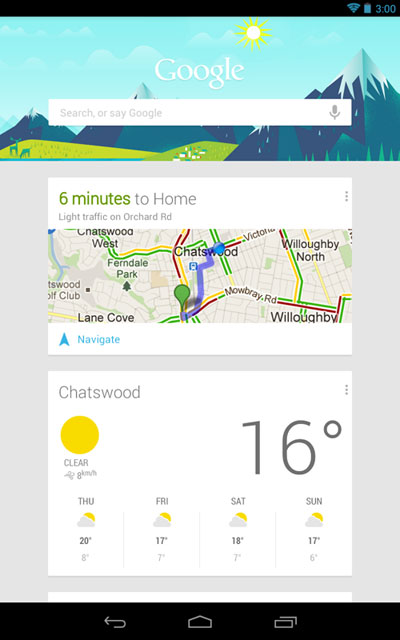 3:00
Google
Search, or say Google
6 minutes to Home
Light traffic on Orchard Rd
Chatswood
West
Victoria
Ferndale
Park
Chatswood
Willoughby
North
tswood
olf Club
Mowbray Rd
Lane Cove
Willoughby
Navigate
Chatswood
16°
CLEAR
8km/h
THU FRI SAT SUN
20° 17° 18° 17°
8° 7° 7° 6°